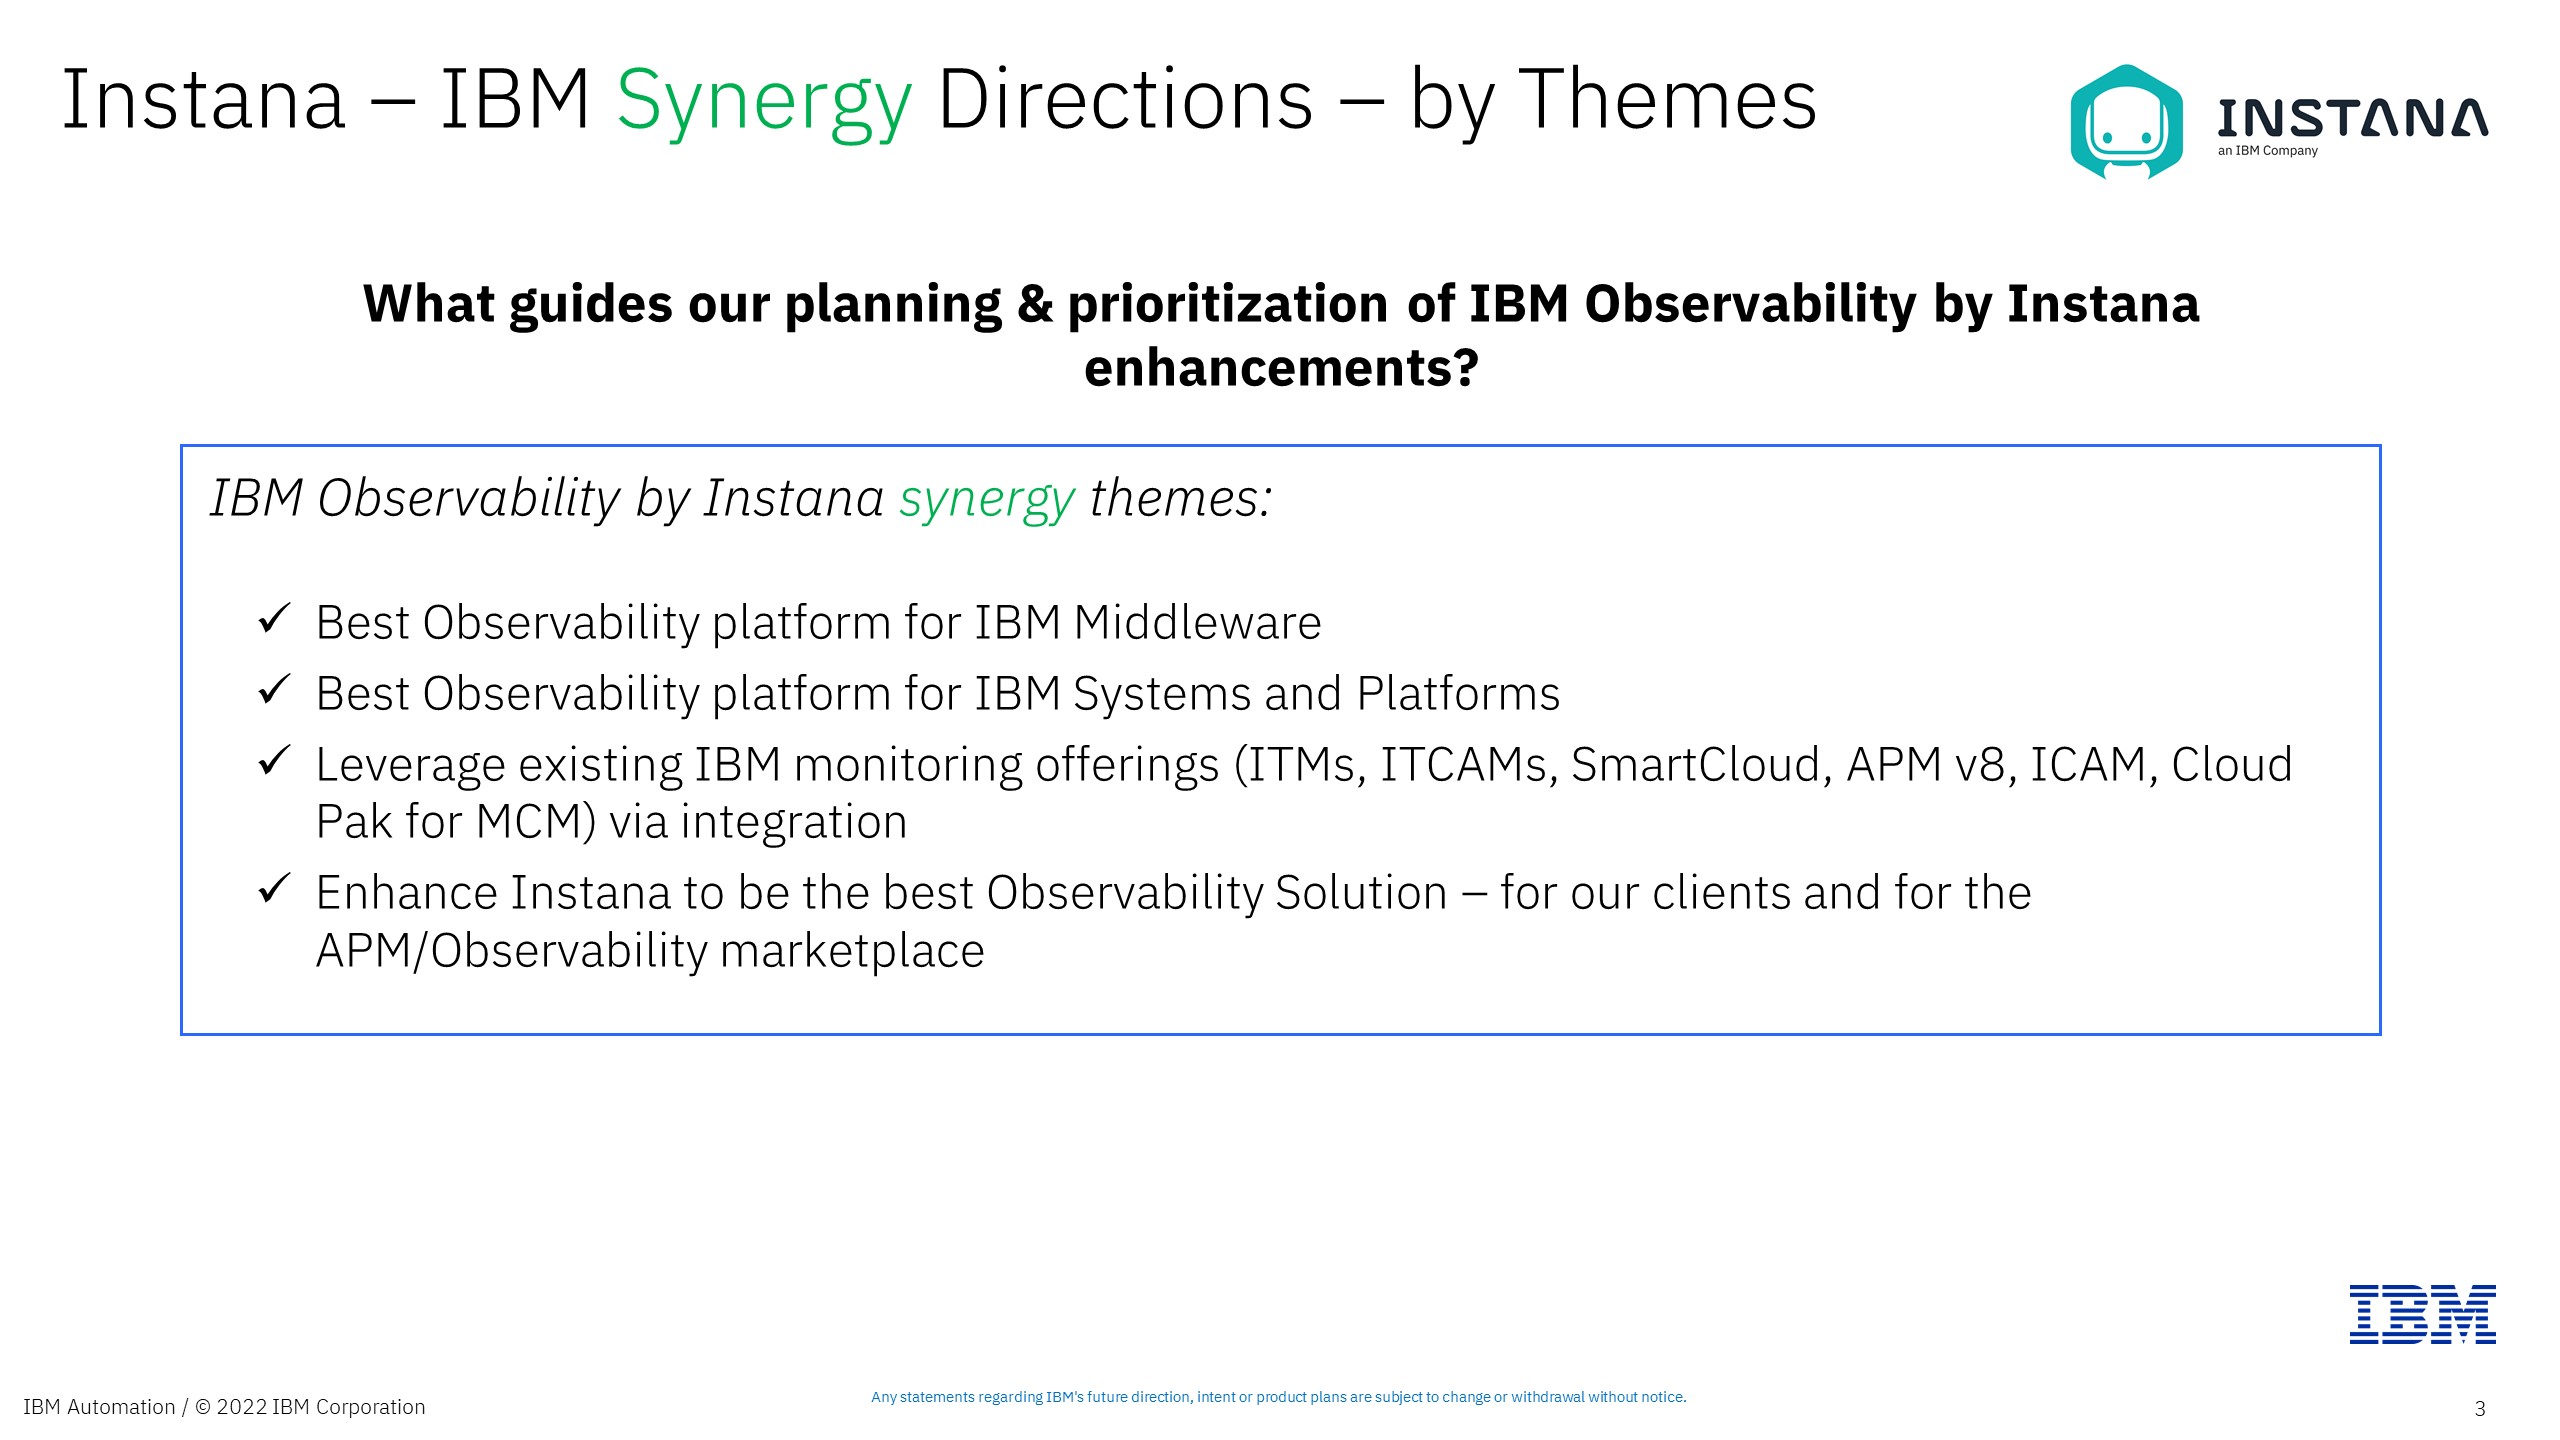 Instana – IBM Synergy Directions – by Themes
INSTANA
an IBM Company
What guides our planning & prioritization of IBM Observability by Instana
enhancements?
IBM Observability by Instana synergy themes:
✓ Best Observability platform for IBM Middleware
✓ Best Observability platform for IBM Systems and Platforms
✓ Leverage existing IBM monitoring offerings (ITMs, ITCAMs, SmartCloud, APM v8, ICAM, Cloud
Pak for MCM) via integration
✓ Enhance Instana to be the best Observability Solution – for our clients and for the
APM/Observability marketplace
IBM
IBM Automation / © 2022 IBM Corporation
Any statements regarding IBM's future direction, intent or product plans are subject to change or withdrawal without notice.
3